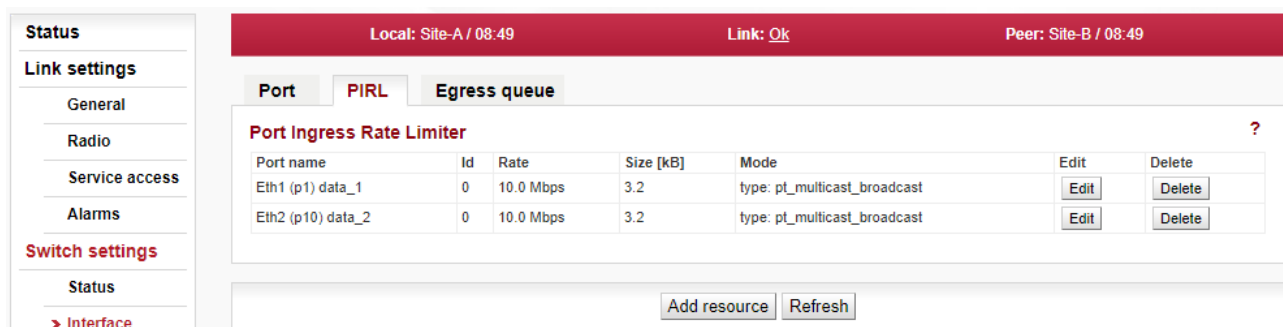 Status
Link settings
General
Radio
Service access
Alarms
Switch settings
Status
> Interface
Local: Site-A / 08:49 Link: Ok Peer: Site-B / 08:49
Port PIRL Egress queue
Port Ingress Rate Limiter ?
Port name Id Rate Size [kB] Mode Edit Delete
Eth1 (p1) data_1 0 10.0 Mbps 3.2 type: pt_multicast_broadcast Edit Delete
Eth2 (p10) data_2 0 10.0 Mbps 3.2 type: pt_multicast_broadcast Edit Delete
Add resource Refresh